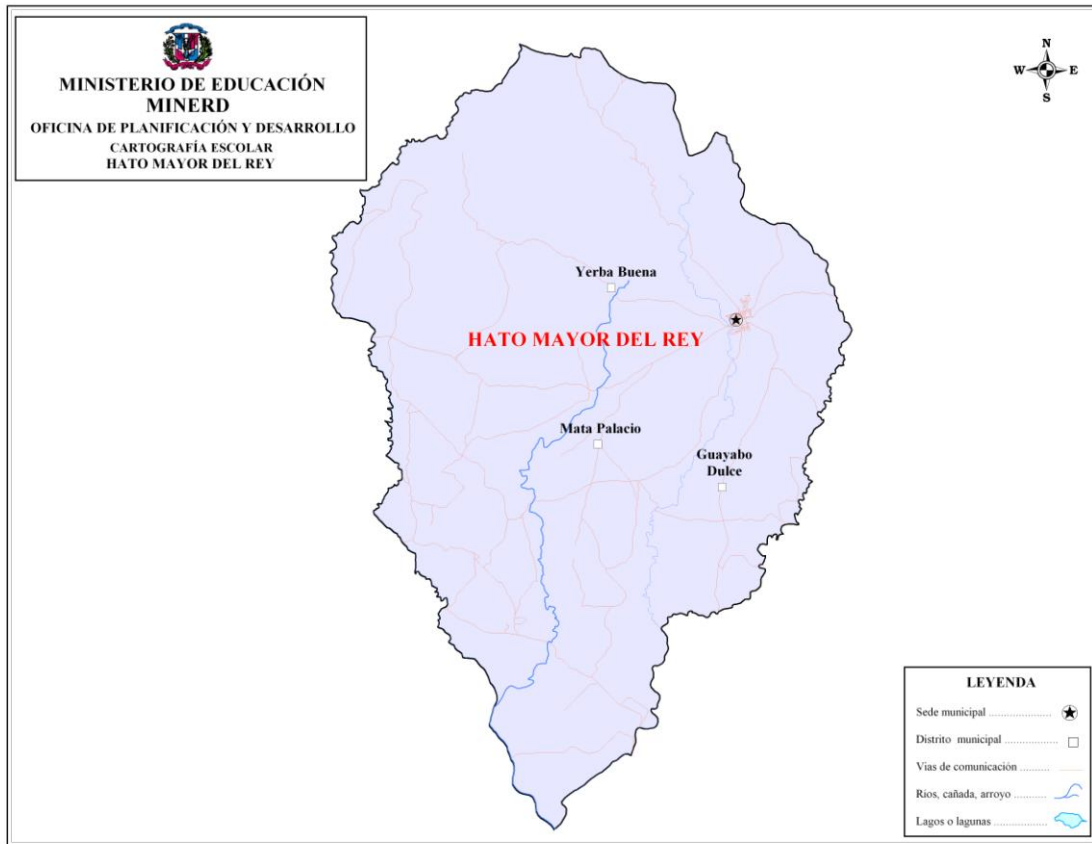 MINISTERIO DE EDUCACIÓN
MINERD
OFICINA DE PLANIFICACIÓN Y DESARROLLO
CARTOGRAFÍA ESCOLAR
HATO MAYOR DEL REY
N
W E
S
Yerba Buena
HATO MAYOR DEL REY
Mata Palacio
Guayabo
Dulce
LEYENDA
Sede municipal .....................
Distrito municipal ..................
Vías de comunicación ..........
Ríos, cañada, arroyo ...........
Lagos o lagunas ..................